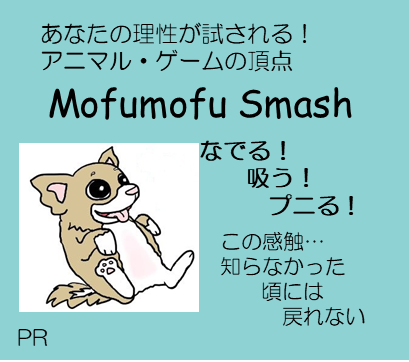 あなたの理性が試される！
アニマル・ゲームの頂点
Mofumofu Smash
なでる！
吸う！
プニる！
この感触…
知らなかった
頃には
戻れない
PR